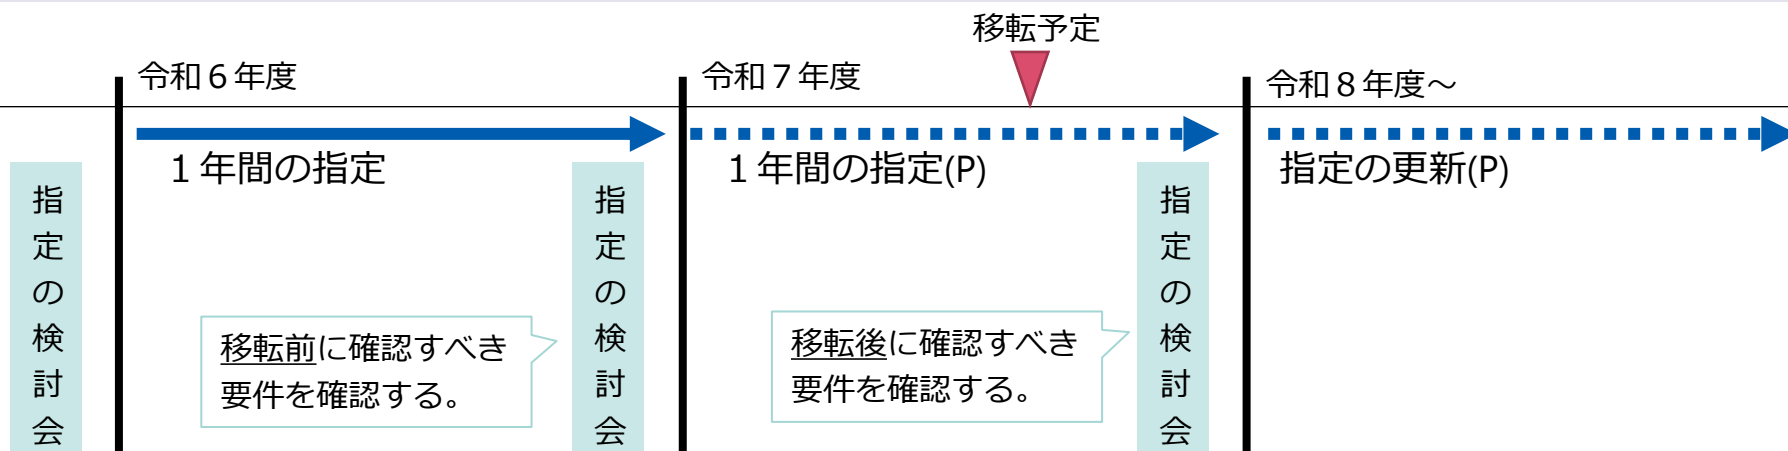 移転予定
令和６年度
令和７年度
令和８年度～
１年間の指定
１年間の指定(P)
指定の更新(P)
指定の検討会
移転前に確認すべき
要件を確認する。
指定の検討会
移転後に確認すべき
要件を確認する。
指定の検討会